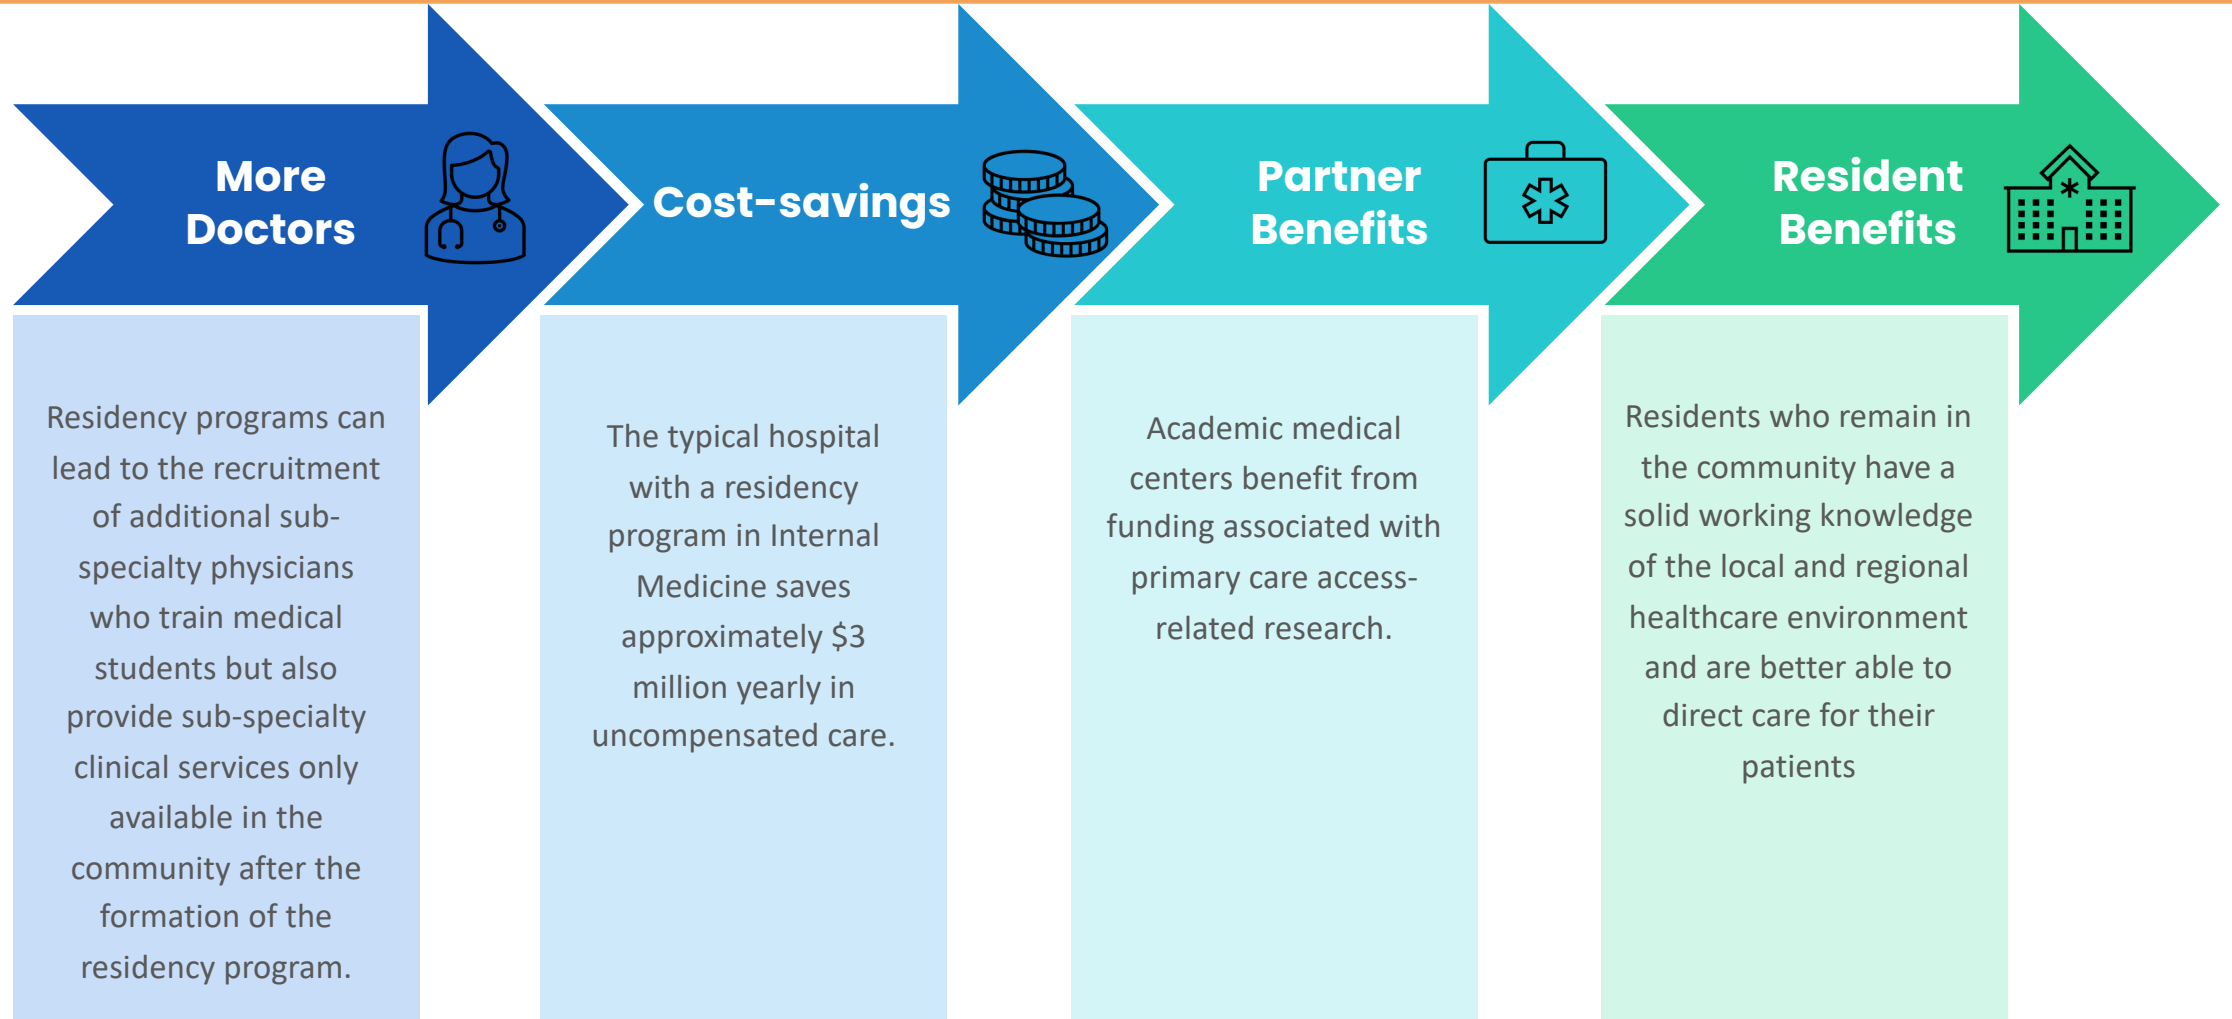 More
Doctors
Residency programs can
lead to the recruitment
of additional sub-
specialty physicians
who train medical
students but also
provide sub-specialty
clinical services only
available in the
community after the
formation of the
residency program.
Cost-savings
The typical hospital
with a residency
program in Internal
Medicine saves
approximately $3
million yearly in
uncompensated care.
Partner
Benefits
Academic medical
centers benefit from
funding associated with
primary care access-
related research.
Resident
Benefits
Residents who remain in
the community have a
solid working knowledge
of the local and regional
healthcare environment
and are better able to
direct care for their
patients